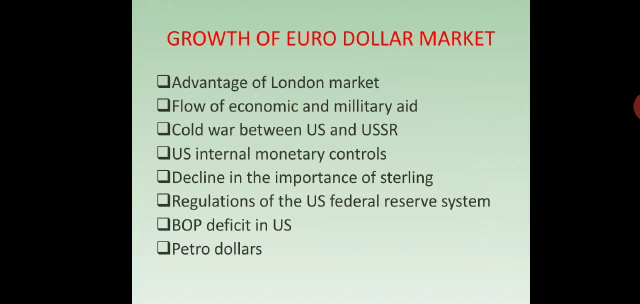 GROWTH OF EURO DOLLAR MARKET
❑Advantage of London market
❑Flow of economic and millitary aid
❑Cold war between US and USSR
❑US internal monetary controls
❑Decline in the importance of sterling
❑Regulations of the US federal reserve system
❑BOP deficit in US
❑Petro dollars